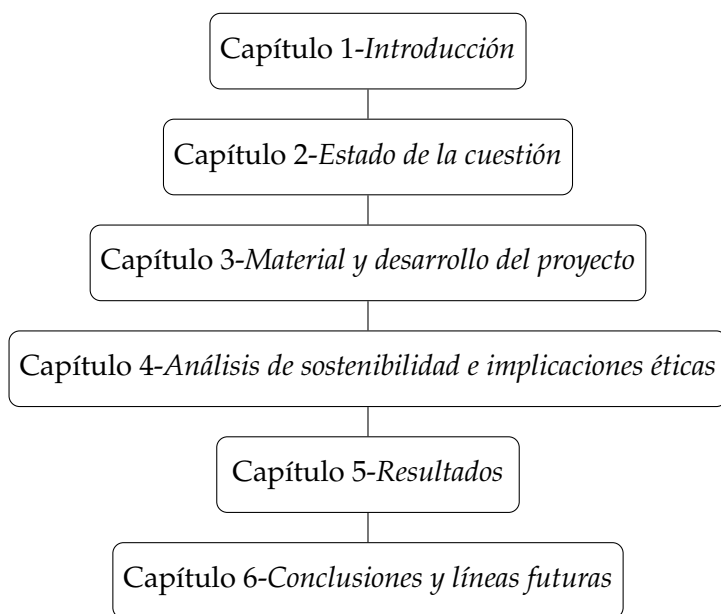 Capítulo 1-Introducción
Capítulo 2-Estado de la cuestión
Capítulo 3-Material y desarrollo del proyecto
Capítulo 4-Análisis de sostenibilidad e implicaciones éticas
Capítulo 5-Resultados
Capítulo 6-Conclusiones y líneas futuras